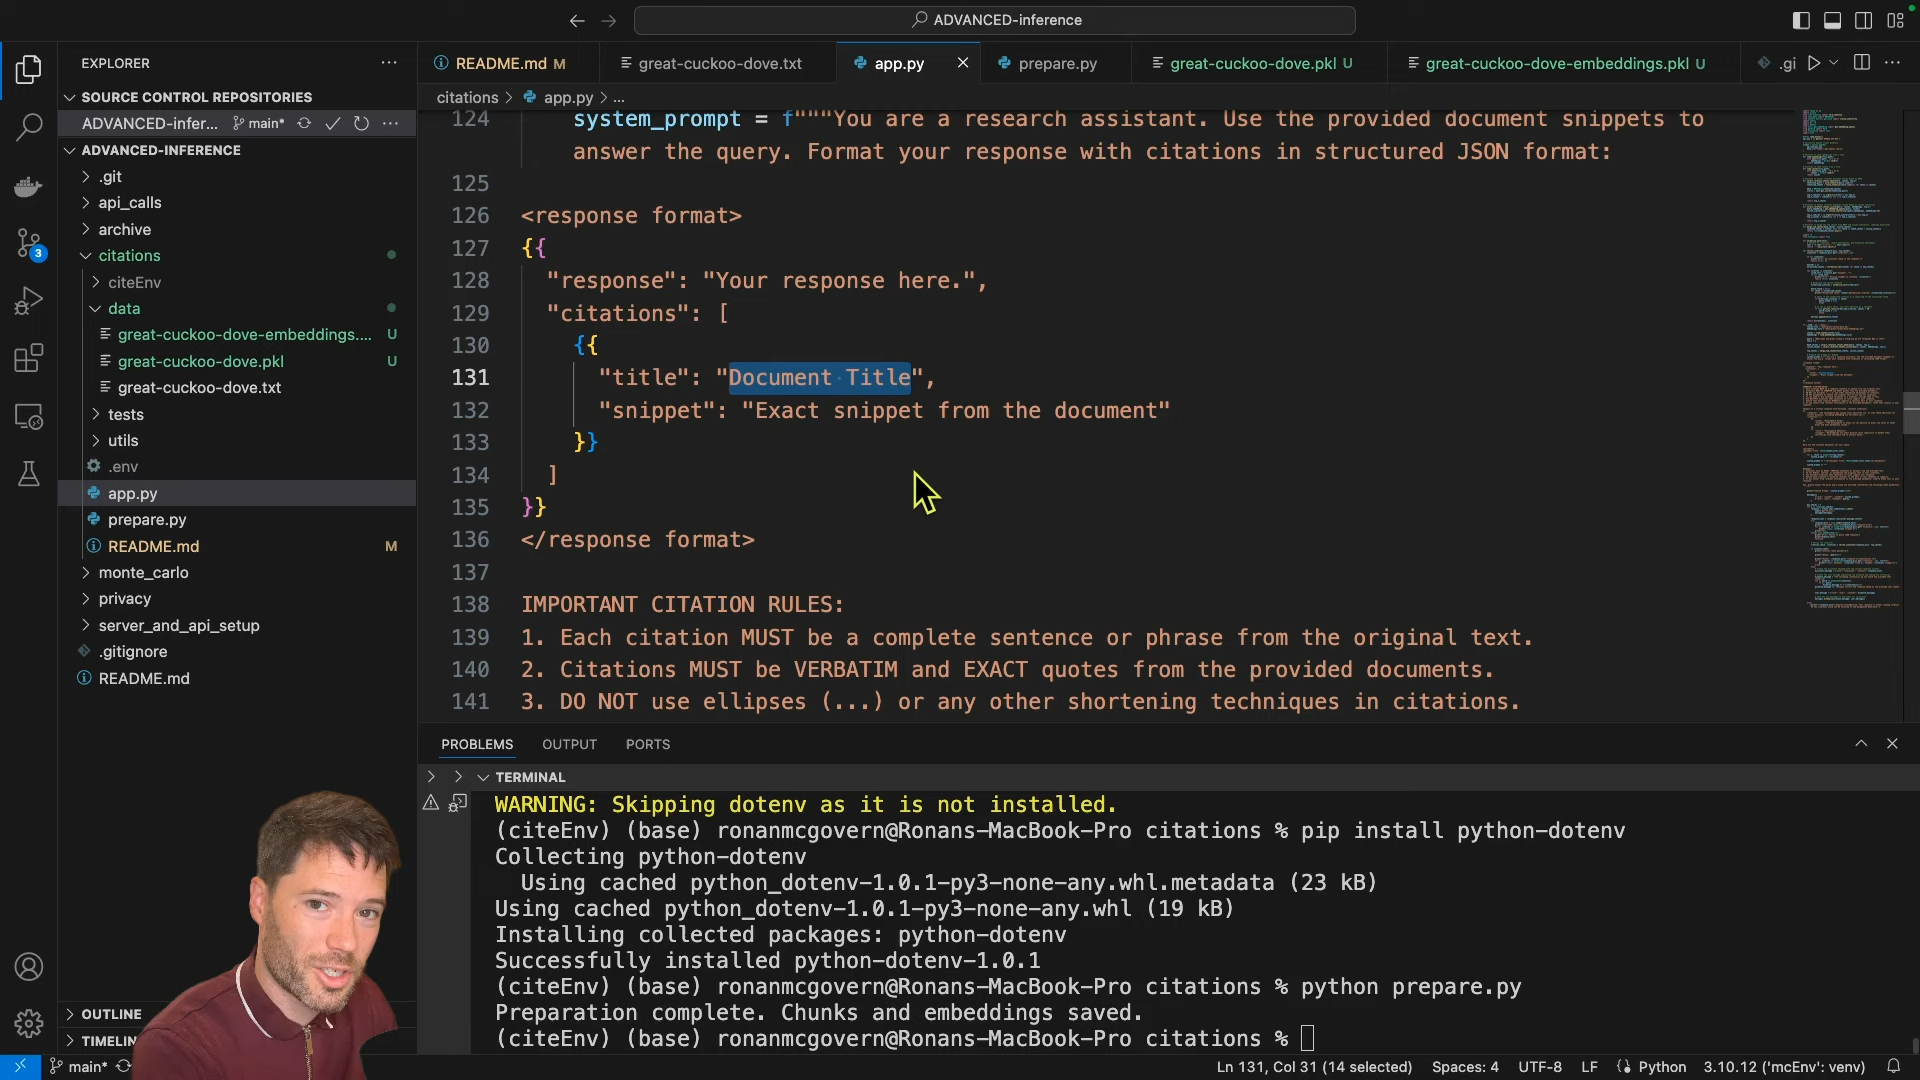 ADVANCED-inference
EXPLORER
SOURCE CONTROL REPOSITORIES
ADVANCED-infer... main*
ADVANCED-INFERENCE
.git
api_calls
archive
citations
citeEnv
data
great-cuckoo-dove-embeddings.... U
great-cuckoo-dove.pkl U
great-cuckoo-dove.txt
tests
utils
.env
app.py
prepare.py
README.md M
monte_carlo
privacy
server_and_api_setup
.gitignore
README.md
OUTLINE
TIMELIN
3
README.md M
great-cuckoo-dove.txt
app.py
prepare.py
great-cuckoo-dove.pkl U
great-cuckoo-dove-embeddings.pkl U
.gi
citations > app.py > ...
124 system_prompt = f"""You are a research assistant. Use the provided document snippets to
answer the query. Format your response with citations in structured JSON format:
125
126 <response format>
127 {{
128 "response": "Your response here.",
129 "citations": [
130 {{
131 "title": "Document Title",
132 "snippet": "Exact snippet from the document"
133 }}
134 ]
135 }}
136 </response format>
137
138 IMPORTANT CITATION RULES:
139 1. Each citation MUST be a complete sentence or phrase from the original text.
140 2. Citations MUST be VERBATIM and EXACT quotes from the provided documents.
141 3. DO NOT use ellipses (...) or any other shortening techniques in citations.
PROBLEMS OUTPUT PORTS
TERMINAL
WARNING: Skipping dotenv as it is not installed.
(citeEnv) (base) ronanmcgovern@Ronans-MacBook-Pro citations % pip install python-dotenv
Collecting python-dotenv
Using cached python_dotenv-1.0.1-py3-none-any.whl.metadata (23 kB)
Using cached python_dotenv-1.0.1-py3-none-any.whl (19 kB)
Installing collected packages: python-dotenv
Successfully installed python-dotenv-1.0.1
(citeEnv) (base) ronanmcgovern@Ronans-MacBook-Pro citations % python prepare.py
Preparation complete. Chunks and embeddings saved.
(citeEnv) (base) ronanmcgovern@Ronans-MacBook-Pro citations %
main* Ln 131, Col 31 (14 selected) Spaces: 4 UTF-8 LF Python 3.10.12 ('mcEnv': venv)